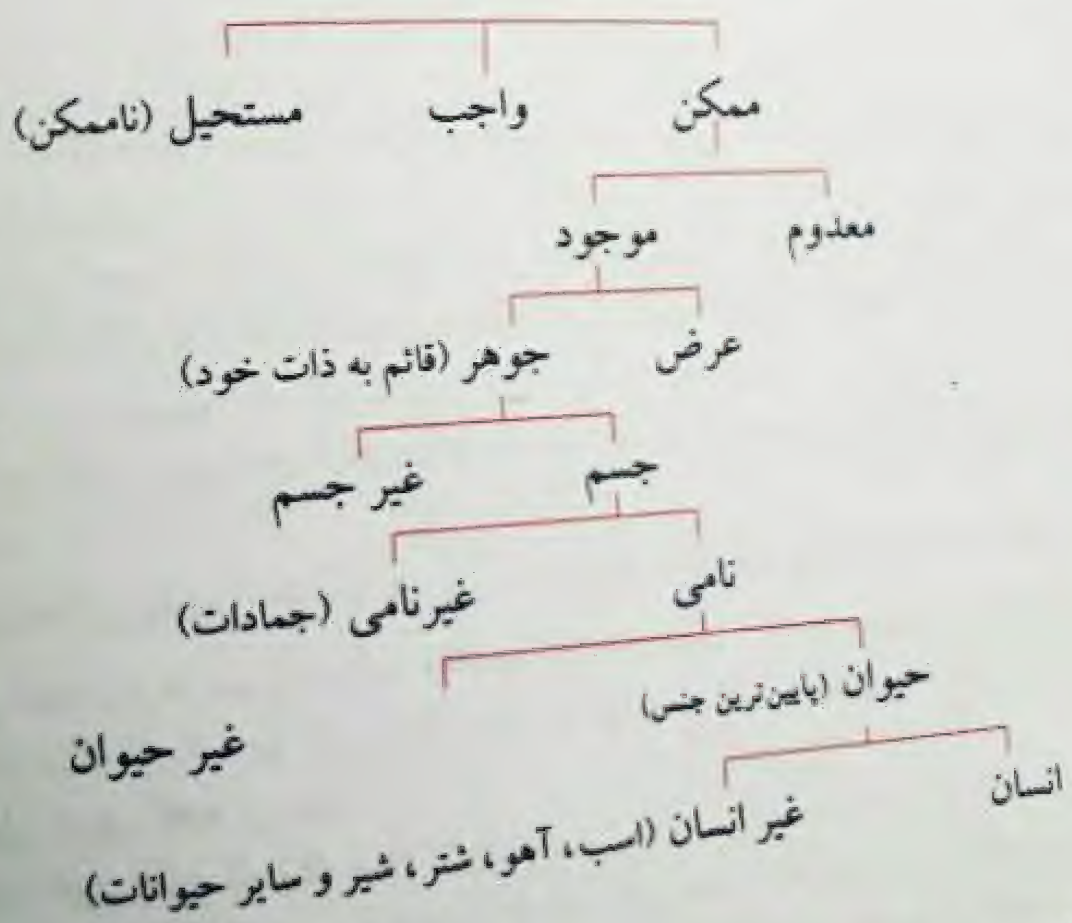 ممکن واجب مستحیل (ناممکن)
معدوم موجود
عرض جوهر (قائم به ذات خود)
جسم غیر جسم
نامی غیرنامی (جمادات)
حیوان (پایین‌ترین جنس) غیر حیوان
انسان غیر انسان (اسب، آهو، شتر، شیر و سایر حیوانات)